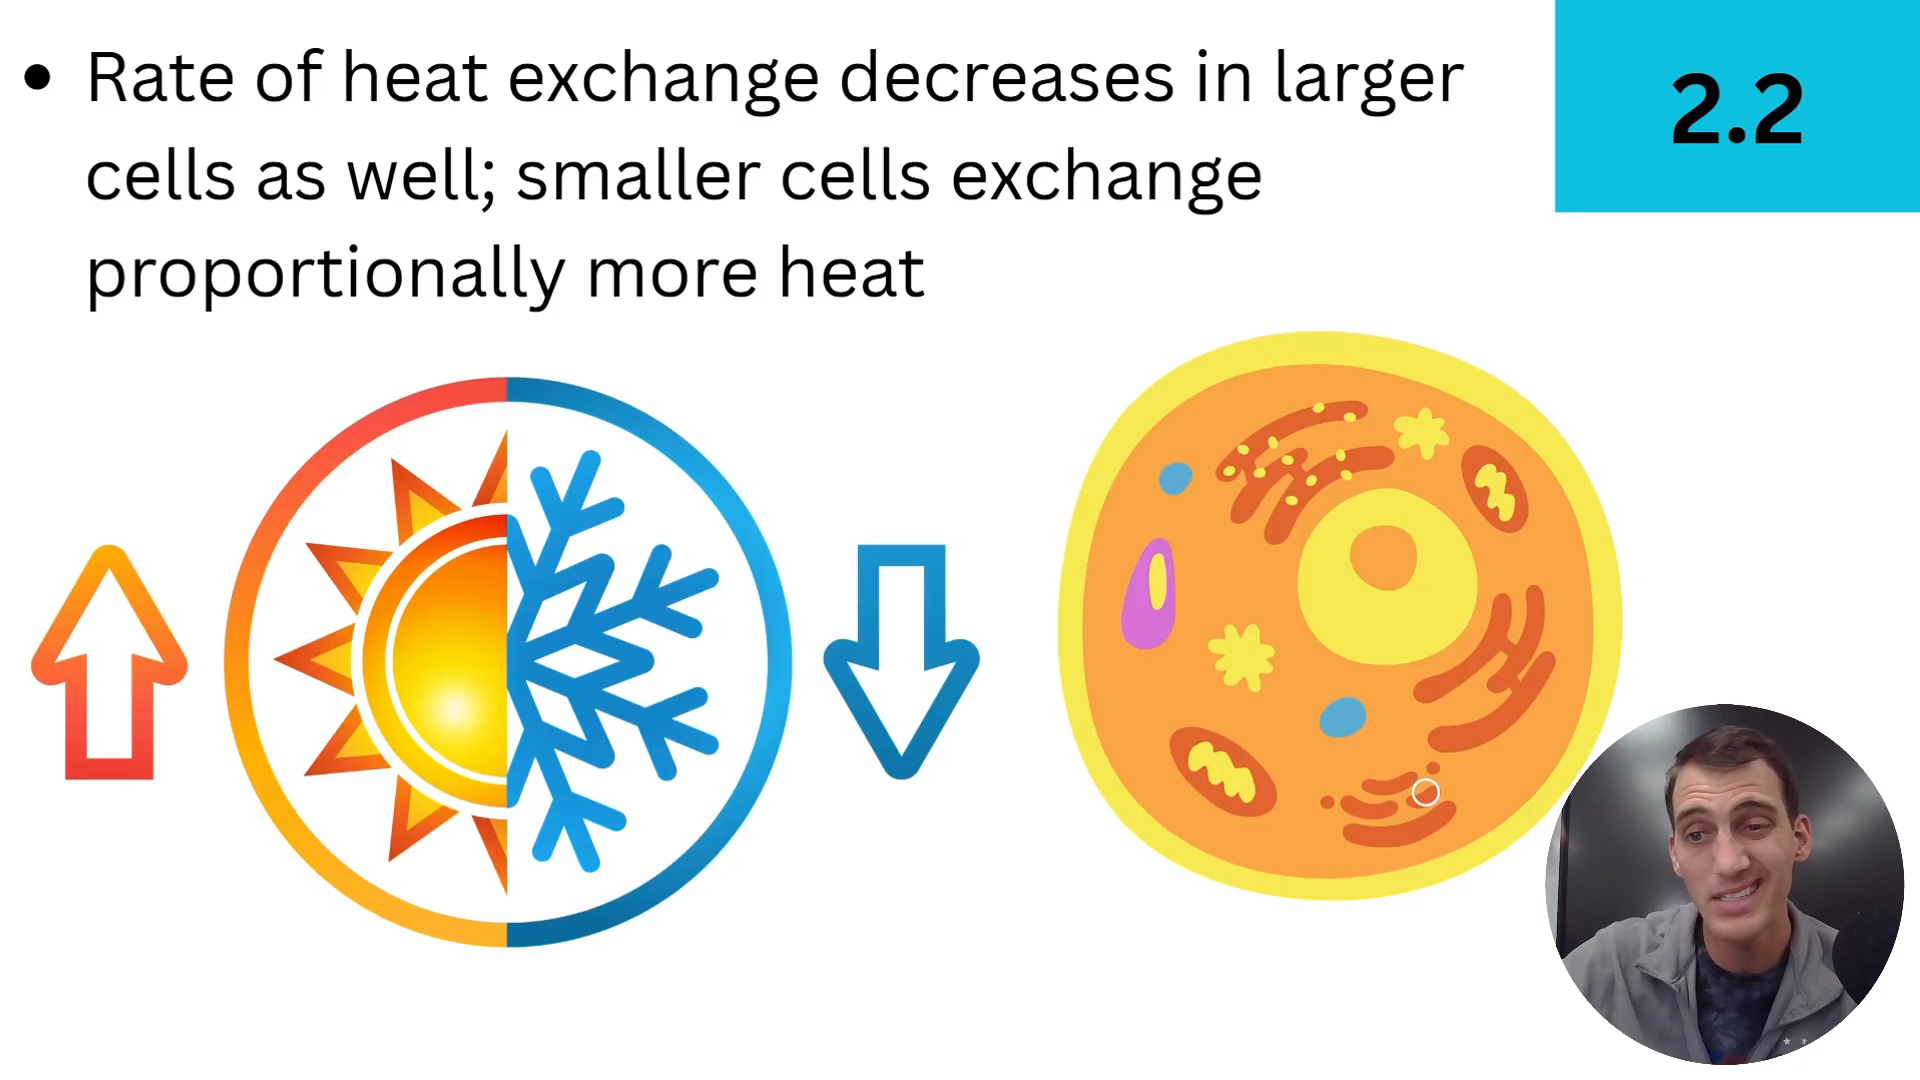 • Rate of heat exchange decreases in larger
cells as well; smaller cells exchange
proportionally more heat
2.2